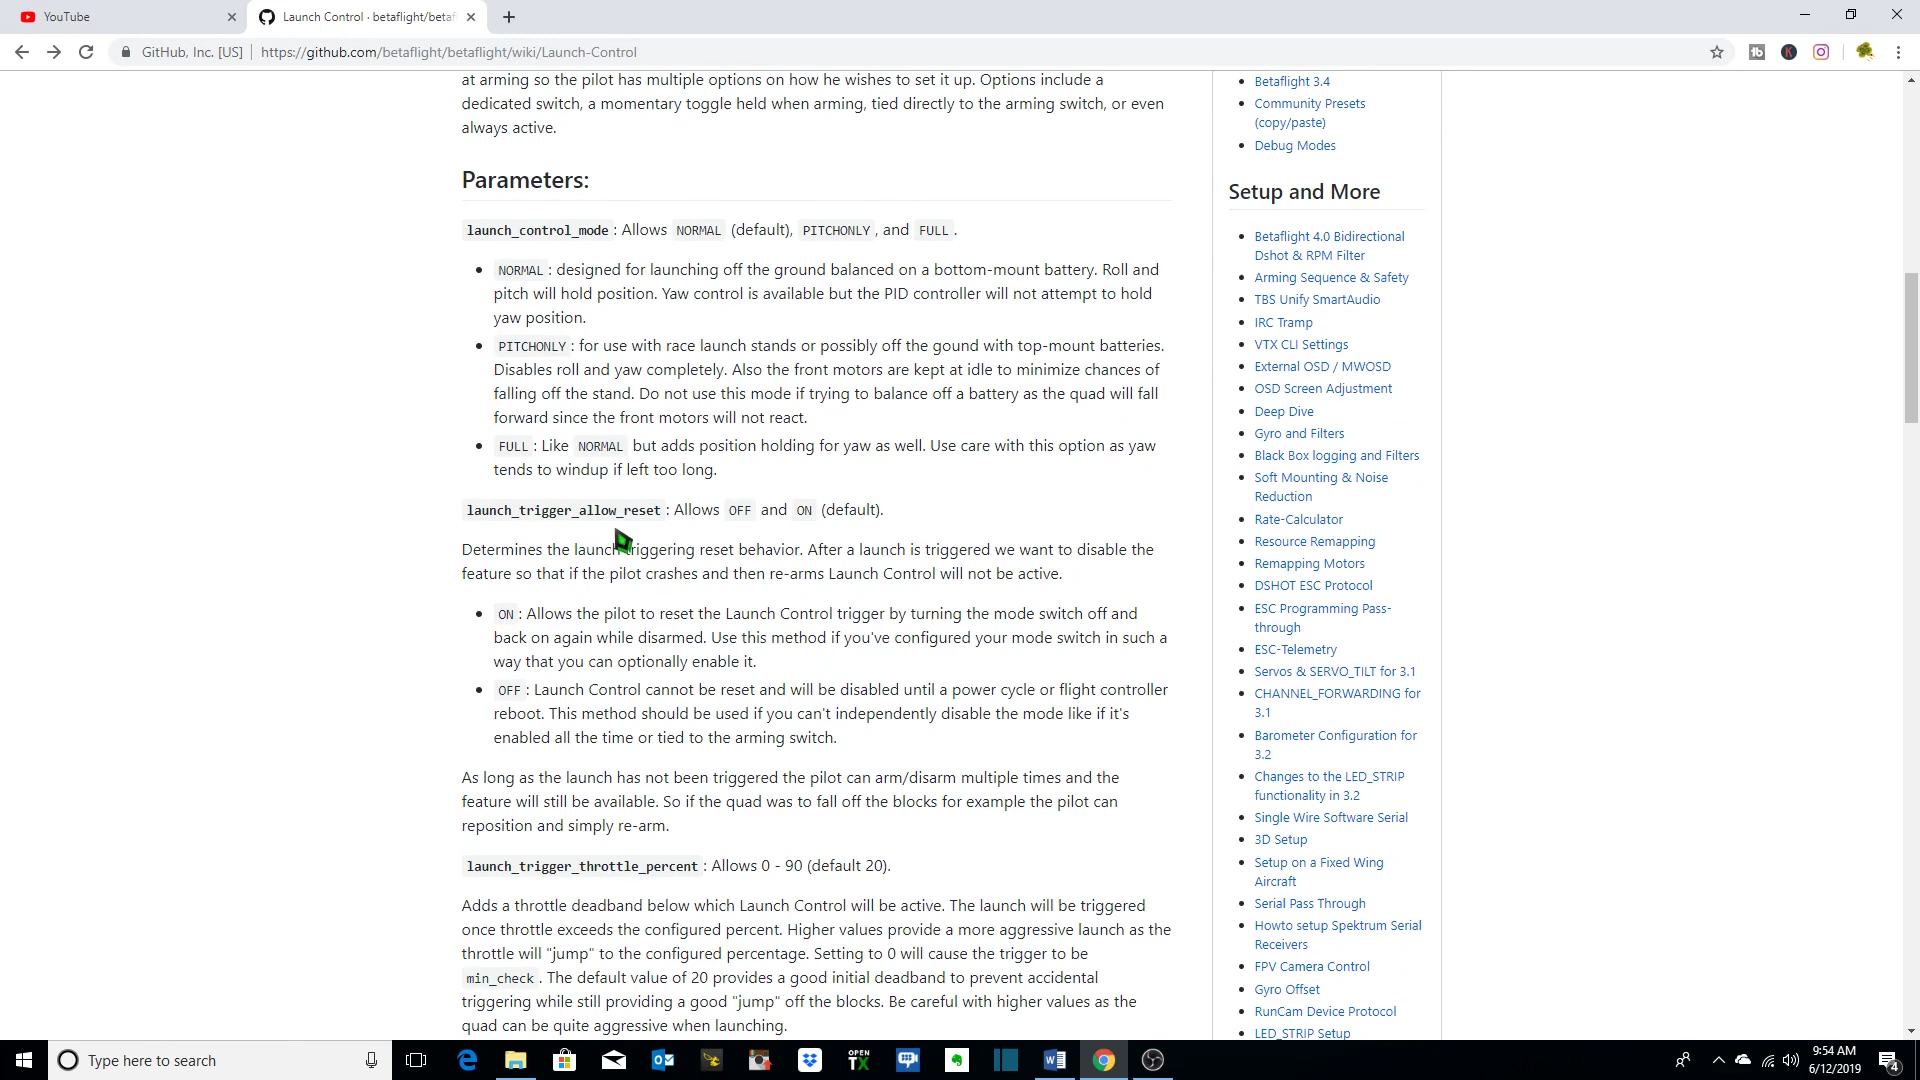 YouTube
Launch Control · betaflight/betaf
GitHub, Inc. [US]
https://github.com/betaflight/betaflight/wiki/Launch-Control
at arming so the pilot has multiple options on how he wishes to set it up. Options include a
dedicated switch, a momentary toggle held when arming, tied directly to the arming switch, or even
always active.
Parameters:
launch_control_mode : Allows NORMAL (default), PITCHONLY , and FULL .
NORMAL : designed for launching off the ground balanced on a bottom-mount battery. Roll and
pitch will hold position. Yaw control is available but the PID controller will not attempt to hold
yaw position.
PITCHONLY : for use with race launch stands or possibly off the gound with top-mount batteries.
Disables roll and yaw completely. Also the front motors are kept at idle to minimize chances of
falling off the stand. Do not use this mode if trying to balance off a battery as the quad will fall
forward since the front motors will not react.
FULL : Like NORMAL but adds position holding for yaw as well. Use care with this option as yaw
tends to windup if left too long.
launch_trigger_allow_reset : Allows OFF and ON (default).
Determines the launch triggering reset behavior. After a launch is triggered we want to disable the
feature so that if the pilot crashes and then re-arms Launch Control will not be active.
ON : Allows the pilot to reset the Launch Control trigger by turning the mode switch off and
back on again while disarmed. Use this method if you've configured your mode switch in such a
way that you can optionally enable it.
OFF : Launch Control cannot be reset and will be disabled until a power cycle or flight controller
reboot. This method should be used if you can't independently disable the mode like if it's
enabled all the time or tied to the arming switch.
As long as the launch has not been triggered the pilot can arm/disarm multiple times and the
feature will still be available. So if the quad was to fall off the blocks for example the pilot can
reposition and simply re-arm.
launch_trigger_throttle_percent : Allows 0 - 90 (default 20).
Adds a throttle deadband below which Launch Control will be active. The launch will be triggered
once throttle exceeds the configured percent. Higher values provide a more aggressive launch as the
throttle will "jump" to the configured percentage. Setting to 0 will cause the trigger to be
min_check . The default value of 20 provides a good initial deadband to prevent accidental
triggering while still providing a good "jump" off the blocks. Be careful with higher values as the
quad can be quite aggressive when launching.
Betaflight 3.4
Community Presets
(copy/paste)
Debug Modes
Setup and More
Betaflight 4.0 Bidirectional
Dshot & RPM Filter
Arming Sequence & Safety
TBS Unify SmartAudio
IRC Tramp
VTX CLI Settings
External OSD / MWOSD
OSD Screen Adjustment
Deep Dive
Gyro and Filters
Black Box logging and Filters
Soft Mounting & Noise
Reduction
Rate-Calculator
Resource Remapping
Remapping Motors
DSHOT ESC Protocol
ESC Programming Pass-
through
ESC-Telemetry
Servos & SERVO_TILT for 3.1
CHANNEL_FORWARDING for
3.1
Barometer Configuration for
3.2
Changes to the LED_STRIP
functionality in 3.2
Single Wire Software Serial
3D Setup
Setup on a Fixed Wing
Aircraft
Serial Pass Through
Howto setup Spektrum Serial
Receivers
FPV Camera Control
Gyro Offset
RunCam Device Protocol
LED_STRIP Setup
Type here to search
OPEN
TX
9:54 AM
6/12/2019
4